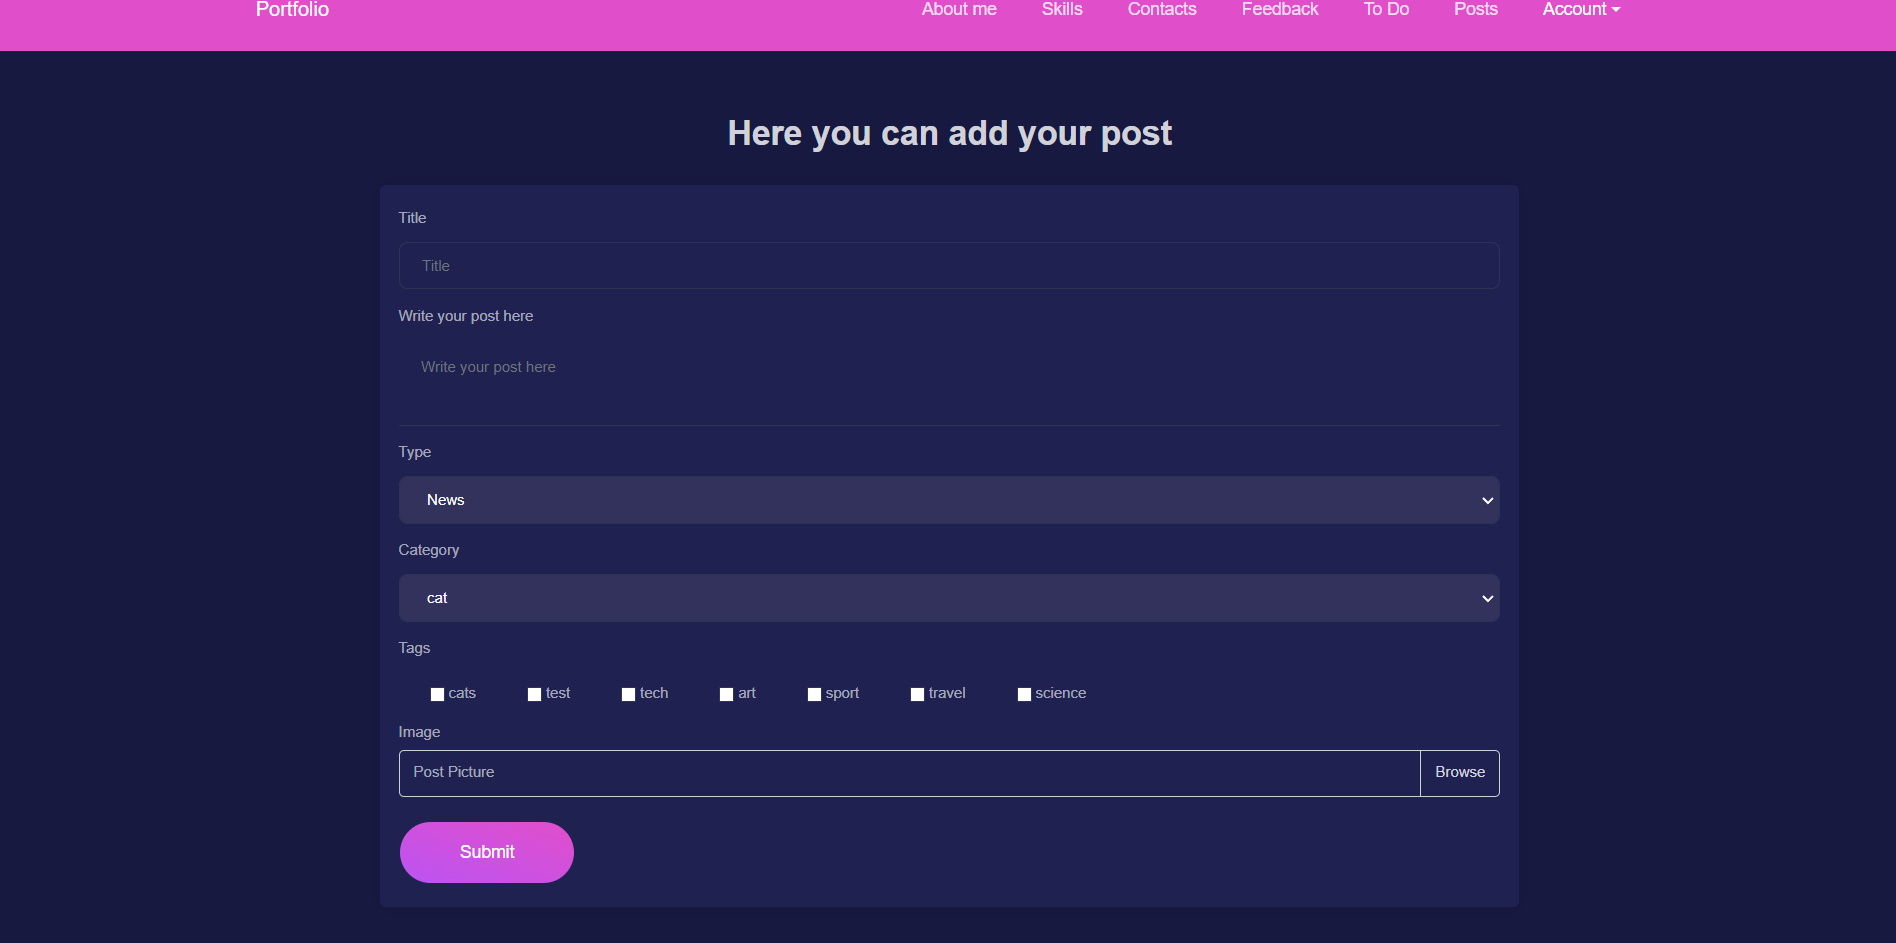 Portfolio About me Skills Contacts Feedback To Do Posts Account
Here you can add your post
Title
Title
Write your post here
Write your post here
Type
News
Category
cat
Tags
cats test tech art sport travel science
Image
Post Picture Browse
Submit